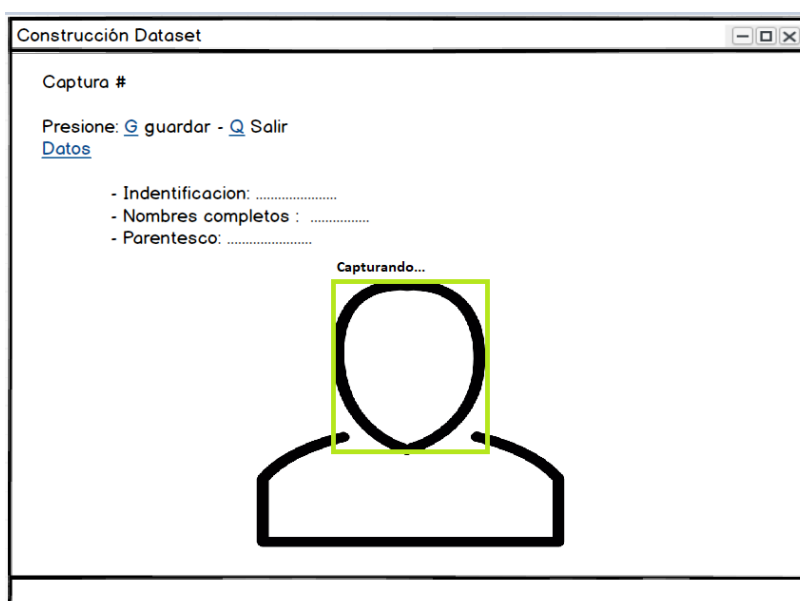 Construcción Dataset
Captura #
Presione: G guardar - Q Salir
Datos
- Indentificacion: ......................
- Nombres completos : ................
- Parentesco: .......................
Capturando...